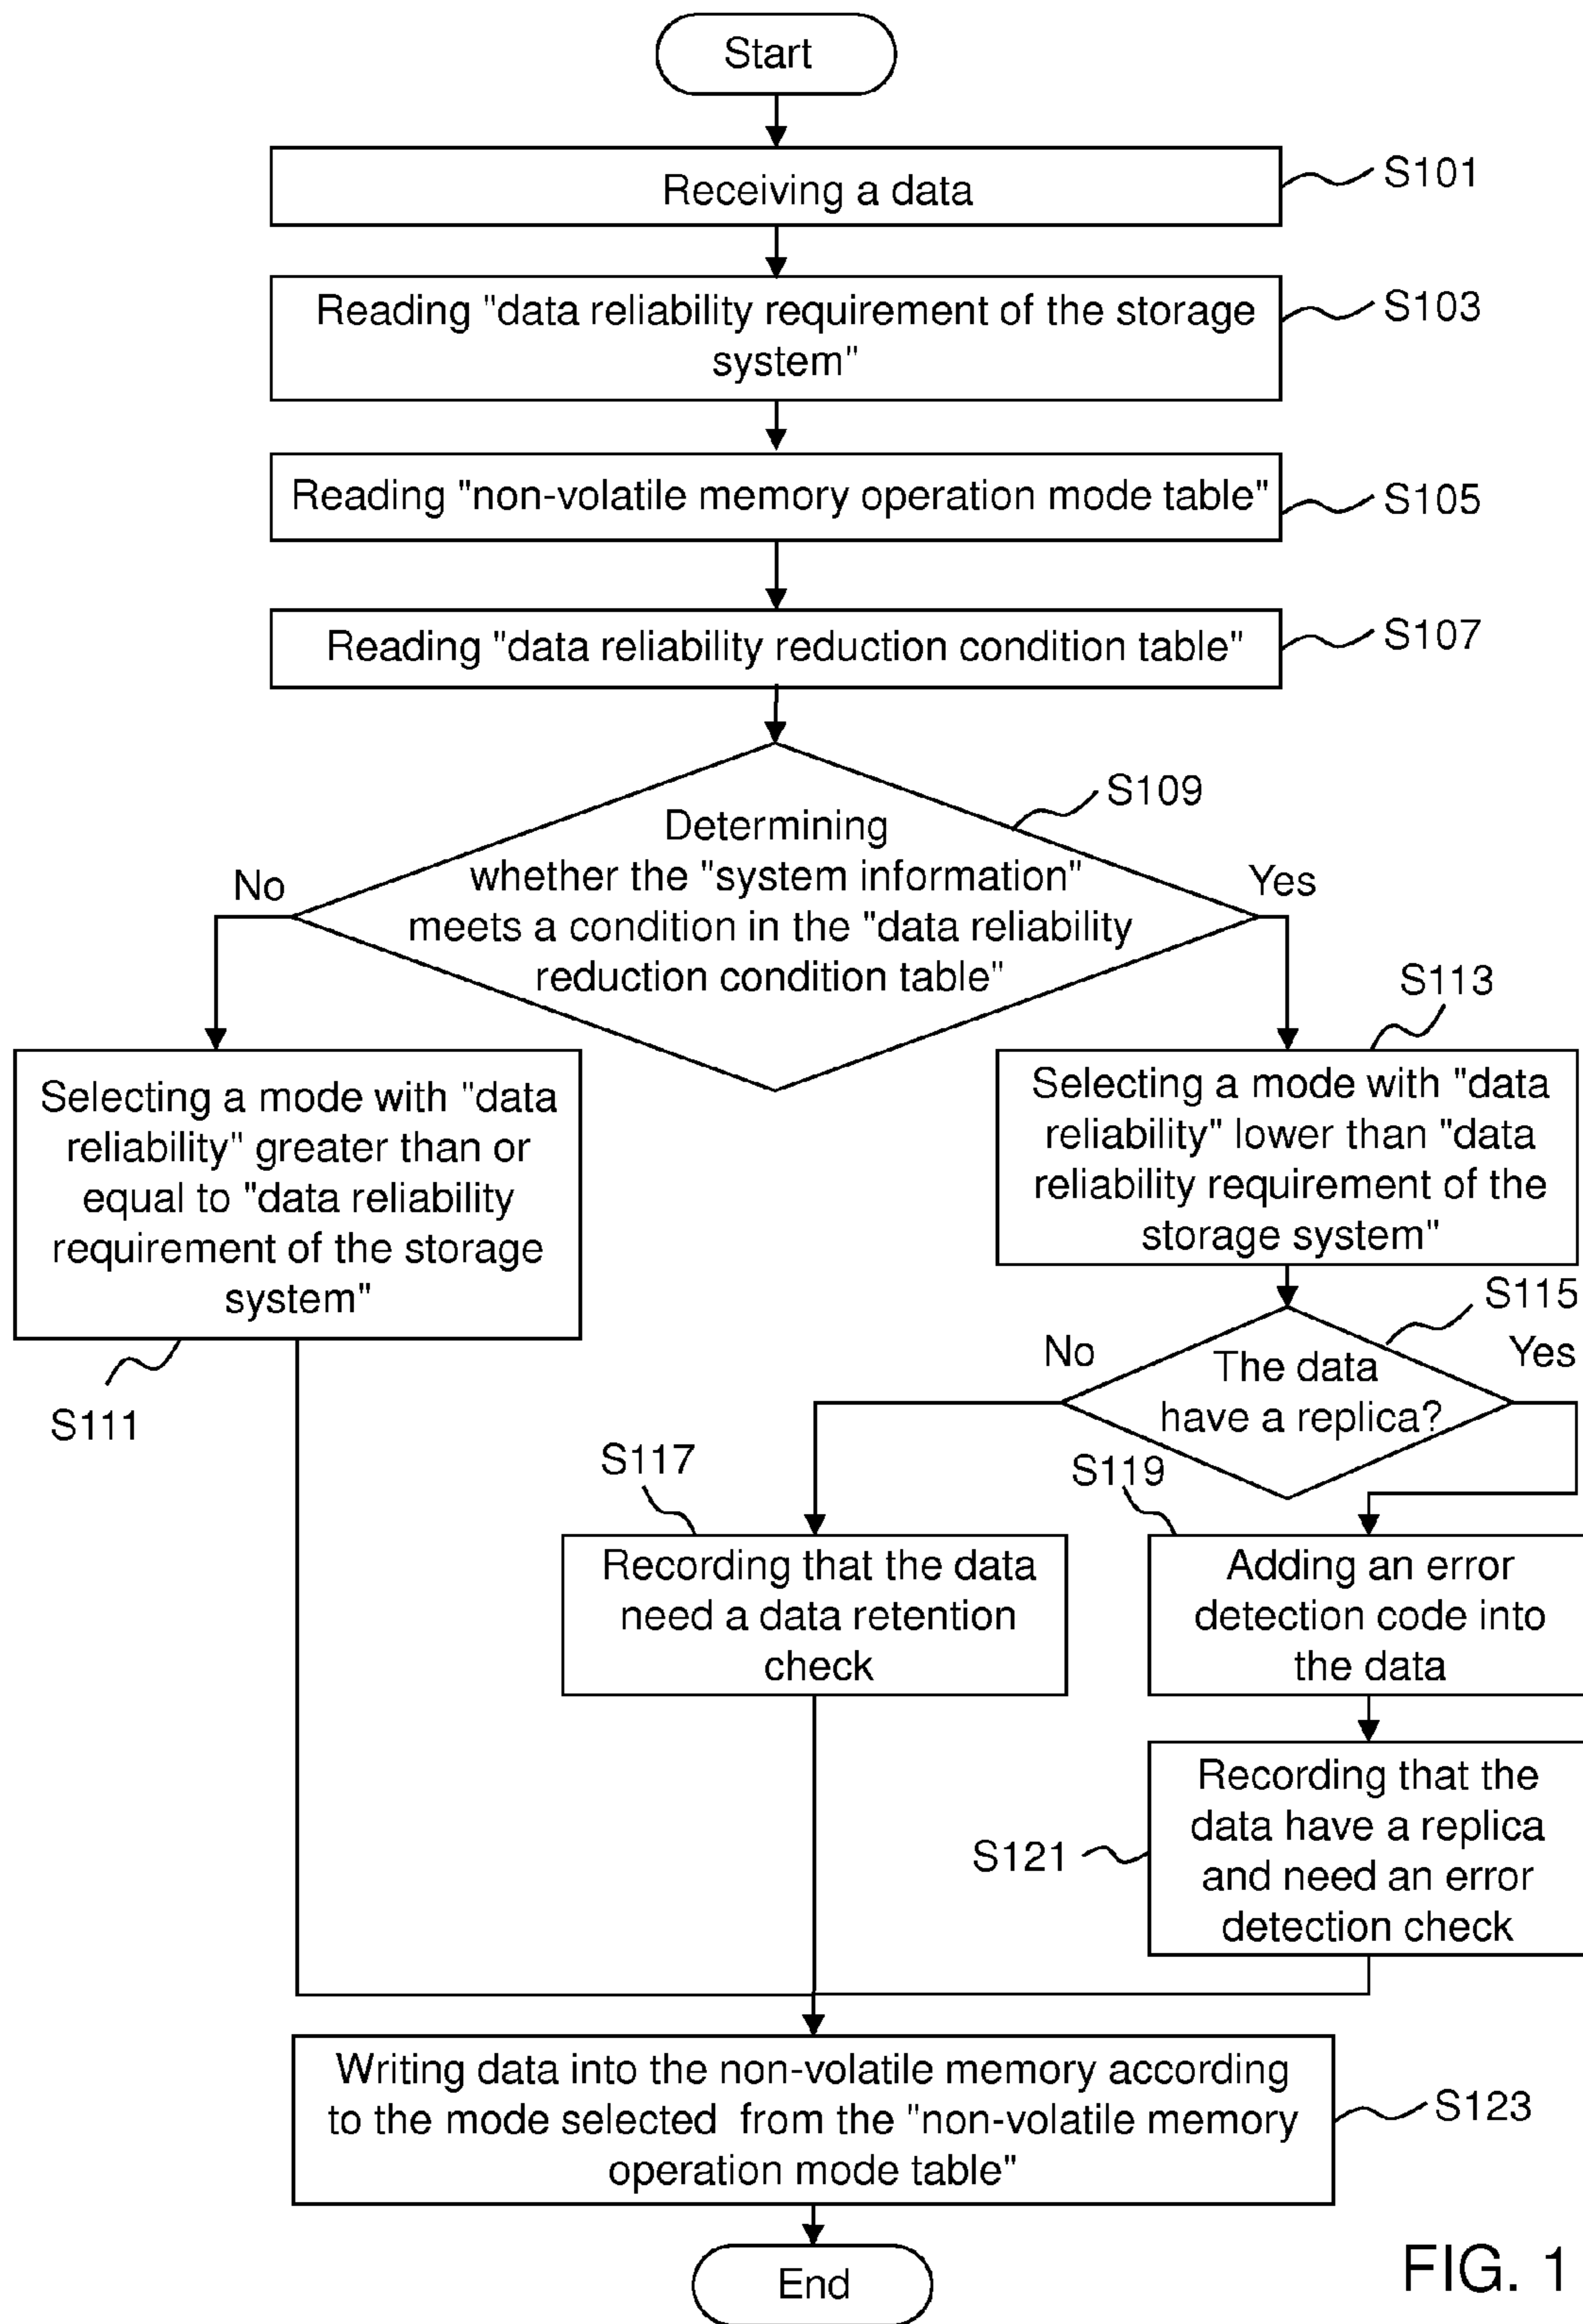 Start
Receiving a data
S101
Reading "data reliability requirement of the storage
system"
S103
Reading "non-volatile memory operation mode table"
S105
Reading "data reliability reduction condition table"
S107
S109
Determining
whether the "system information"
meets a condition in the "data reliability
reduction condition table"
No
Yes
S113
Selecting a mode with "data
reliability" greater than or
equal to "data reliability
requirement of the storage
system"
S111
Selecting a mode with "data
reliability" lower than "data
reliability requirement of the
storage system"
S115
No
Yes
The data
have a replica?
S117
Recording that the data
need a data retention
check
S119
Adding an error
detection code into
the data
S121
Recording that the
data have a replica
and need an error
detection check
Writing data into the non-volatile memory according
to the mode selected from the "non-volatile memory
operation mode table"
S123
End
FIG. 1